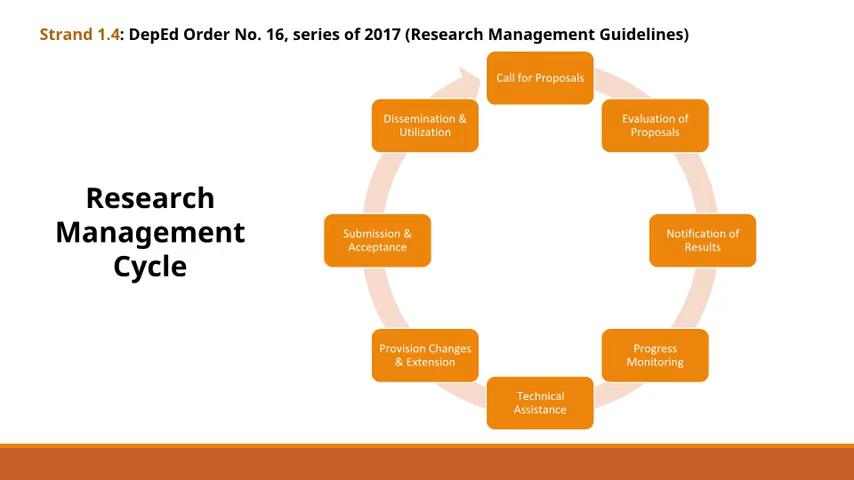 Strand 1.4: DepEd Order No. 16, series of 2017 (Research Management Guidelines)
Research
Management
Cycle
Call for Proposals
Evaluation of
Proposals
Notification of
Results
Progress
Monitoring
Technical
Assistance
Provision Changes
& Extension
Submission &
Acceptance
Dissemination &
Utilization